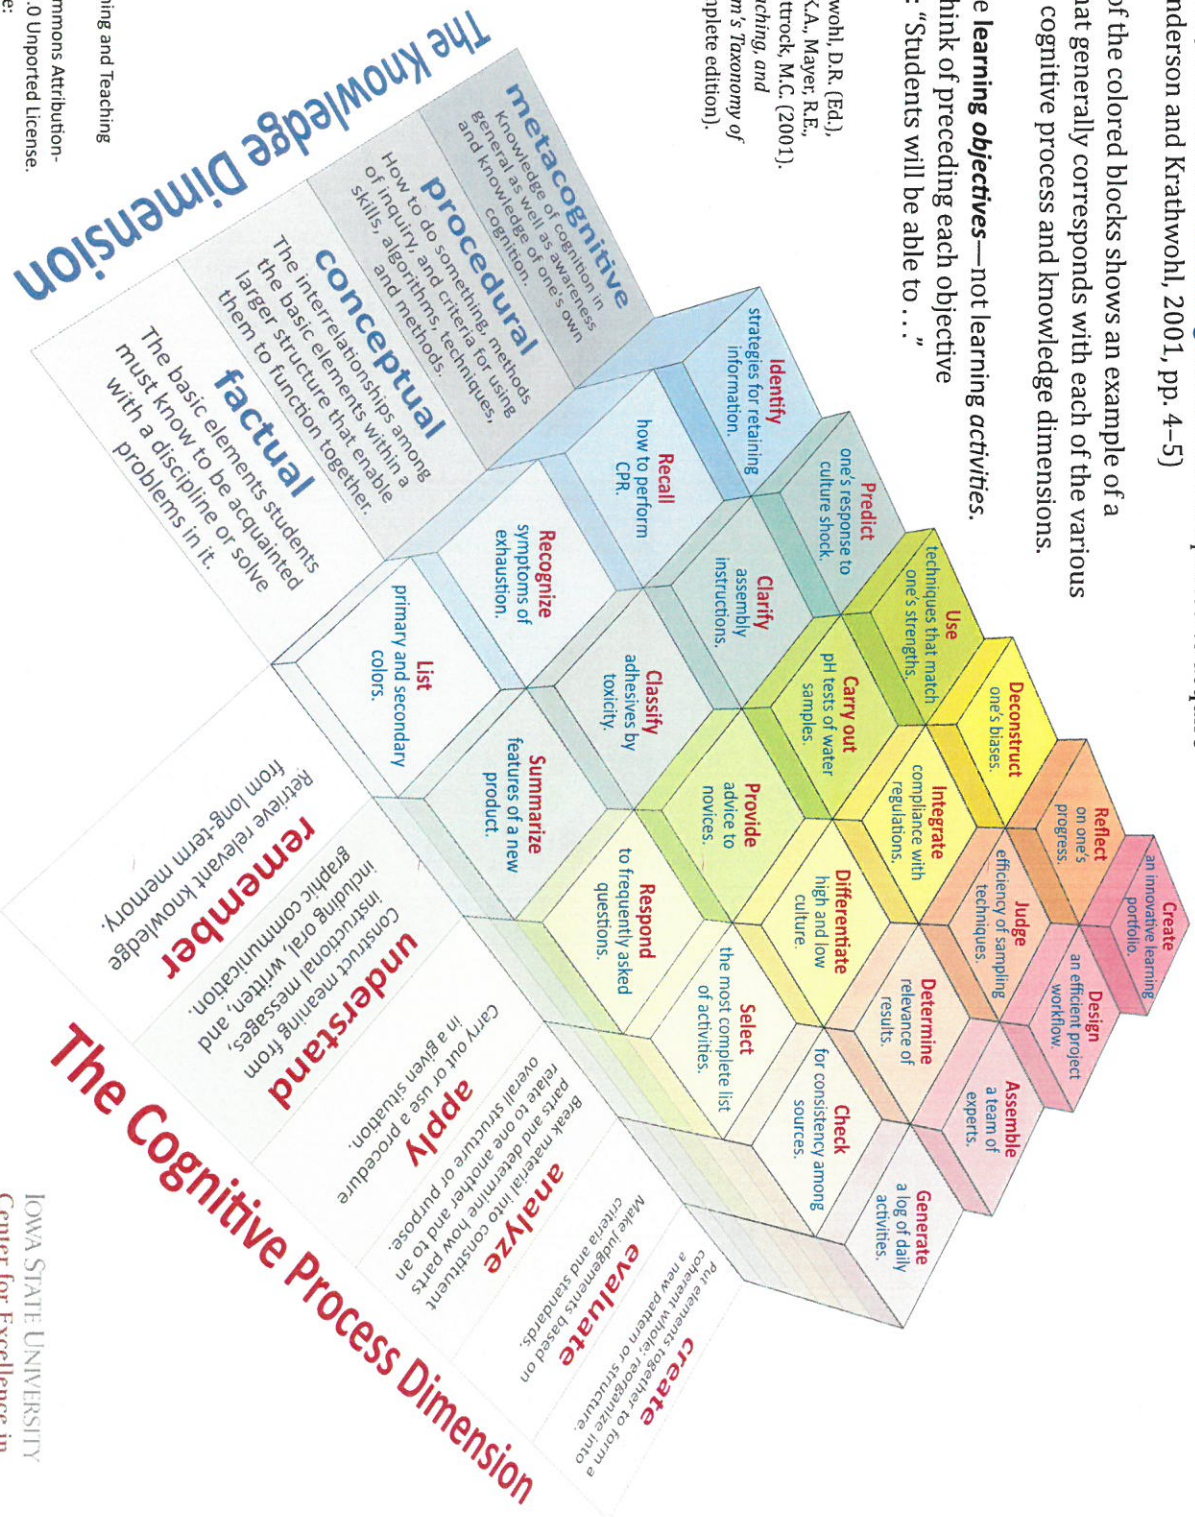 nderson and Krathwohl, 2001, pp. 4–5)
of the colored blocks shows an example of a
hat generally corresponds with each of the various
cognitive process and knowledge dimensions.
e learning objectives—not learning activities.
hink of preceding each objective
: “Students will be able to . . .”
wohl, D.R. (Ed.),
K.A., Mayer, R.E.,
ttrock, M.C. (2001).
aching, and
m’s Taxonomy of
mplete edition).
The Knowledge Dimension
metacognitive
Knowledge of cognition in
general as well as awareness
and knowledge of one’s own
cognition.
procedural
How to do something, methods
of inquiry, and criteria for using
skills, algorithms, techniques,
and methods.
conceptual
The interrelationships among
the basic elements within a
larger structure that enable
them to function together.
factual
The basic elements students
must know to be acquainted
with a discipline or solve
problems in it.
Identify
strategies for retaining
information.
Predict
one’s response to
culture shock.
Use
techniques that match
one’s strengths.
Deconstruct
one’s biases.
Reflect
on one’s
progress.
Create
an innovative learning
portfolio.
Recall
how to perform
CPR.
Clarify
assembly
instructions.
Carry out
pH tests of water
samples.
Integrate
compliance with
regulations.
Judge
efficiency of sampling
techniques.
Design
an efficient project
workflow.
Recognize
symptoms of
exhaustion.
Classify
adhesives by
toxicity.
Provide
advice to
novices.
Differentiate
high and low
culture.
Determine
relevance of
results.
Assemble
a team of
experts.
List
primary and secondary
colors.
Summarize
features of a new
product.
Respond
to frequently asked
questions.
Select
the most complete list
of activities.
Check
for consistency among
sources.
Generate
a log of daily
activities.
remember
Retrieve relevant knowledge
from long-term memory.
understand
Construct meaning from
instructional messages,
including oral, written, and
graphic communication.
apply
Carry out or use a procedure
in a given situation.
analyze
Break material into constituent
parts and determine how parts
relate to one another and to an
overall structure or purpose.
evaluate
Make judgements based on
criteria and standards.
create
Put elements together to form a
coherent whole; reorganize into
a new pattern or structure.
The Cognitive Process Dimension
ning and Teaching
mmons Attribution-
.0 Unported License.
e:
IOWA STATE UNIVERSITY
Center for Excellence in